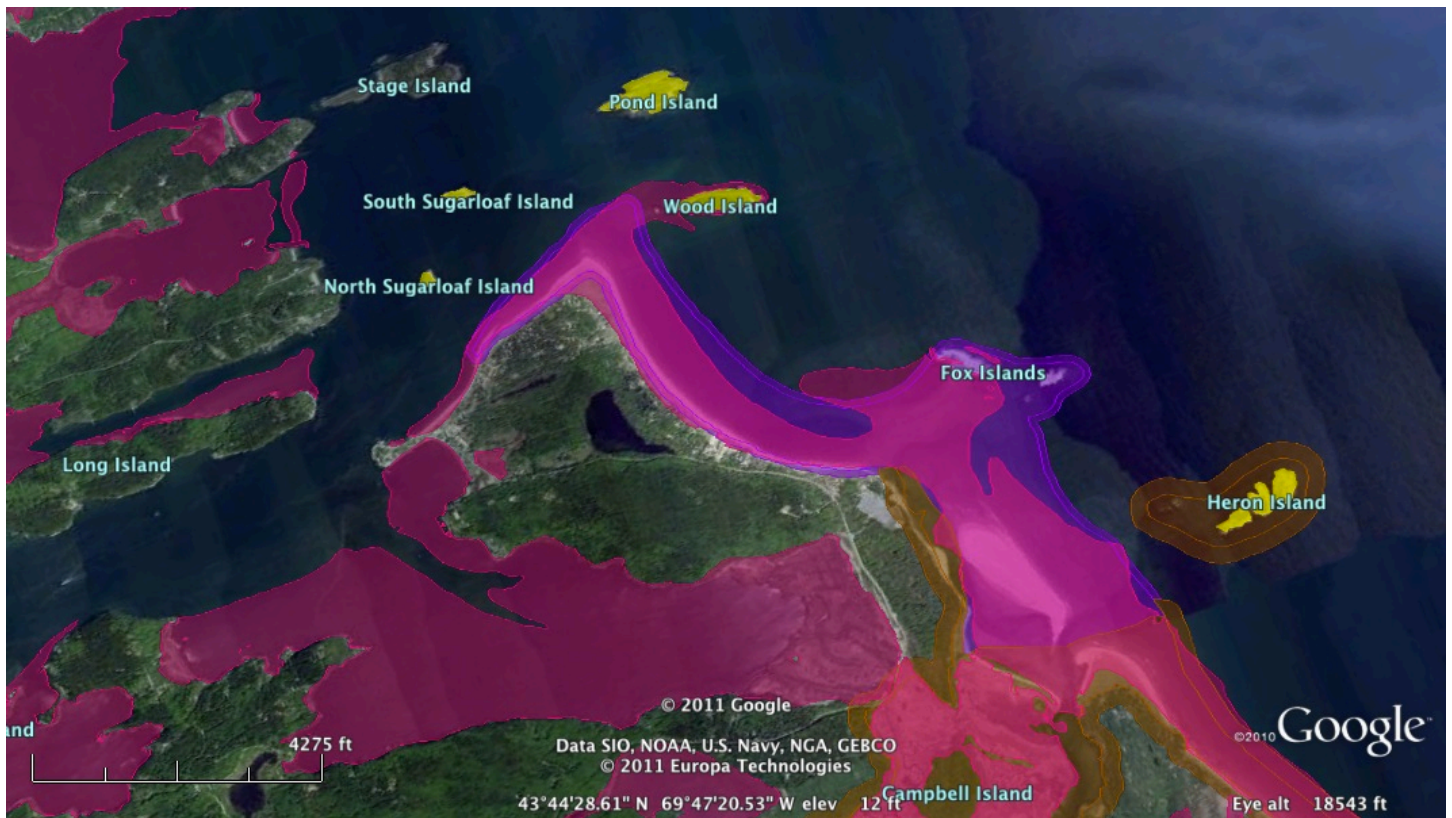 Stage Island
Pond Island
South Sugarloaf Island
Wood Island
North Sugarloaf Island
Fox Islands
Long Island
Heron Island
and
4275 ft
© 2011 Google
Data SIO, NOAA, U.S. Navy, NGA, GEBCO
© 2011 Europa Technologies
©2010 Google™
Campbell Island
43°44'28.61" N 69°47'20.53" W elev 12 ft
Eye alt 18543 ft